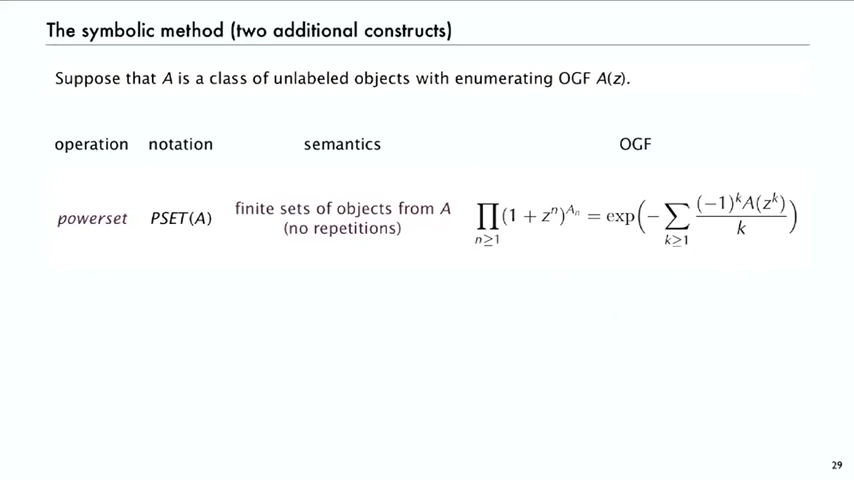 The symbolic method (two additional constructs)
Suppose that A is a class of unlabeled objects with enumerating OGF A(z).
operation notation semantics OGF
powerset PSET(A) finite sets of objects from A (no repetitions) ∏_{n≥1} (1 + z^n)^{A_n} = exp(− ∑_{k≥1} (−1)^k A(z^k) / k)
29